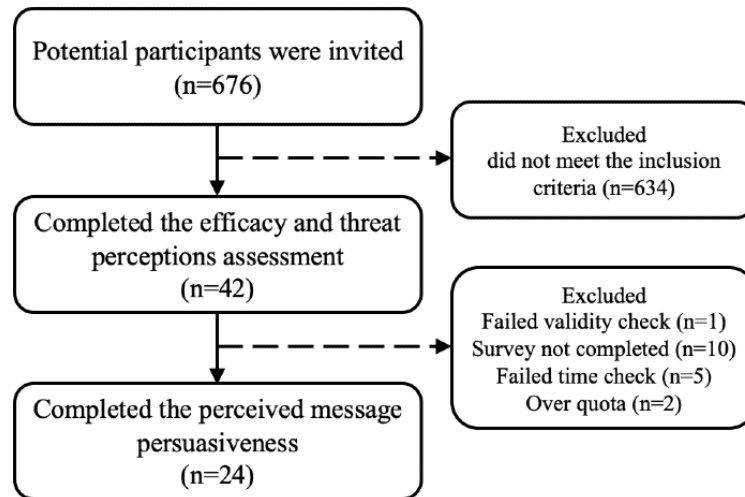 Potential participants were invited
(n=676)
Excluded
did not meet the inclusion
criteria (n=634)
Completed the efficacy and threat
perceptions assessment
(n=42)
Excluded
Failed validity check (n=1)
Survey not completed (n=10)
Failed time check (n=5)
Over quota (n=2)
Completed the perceived message
persuasiveness
(n=24)